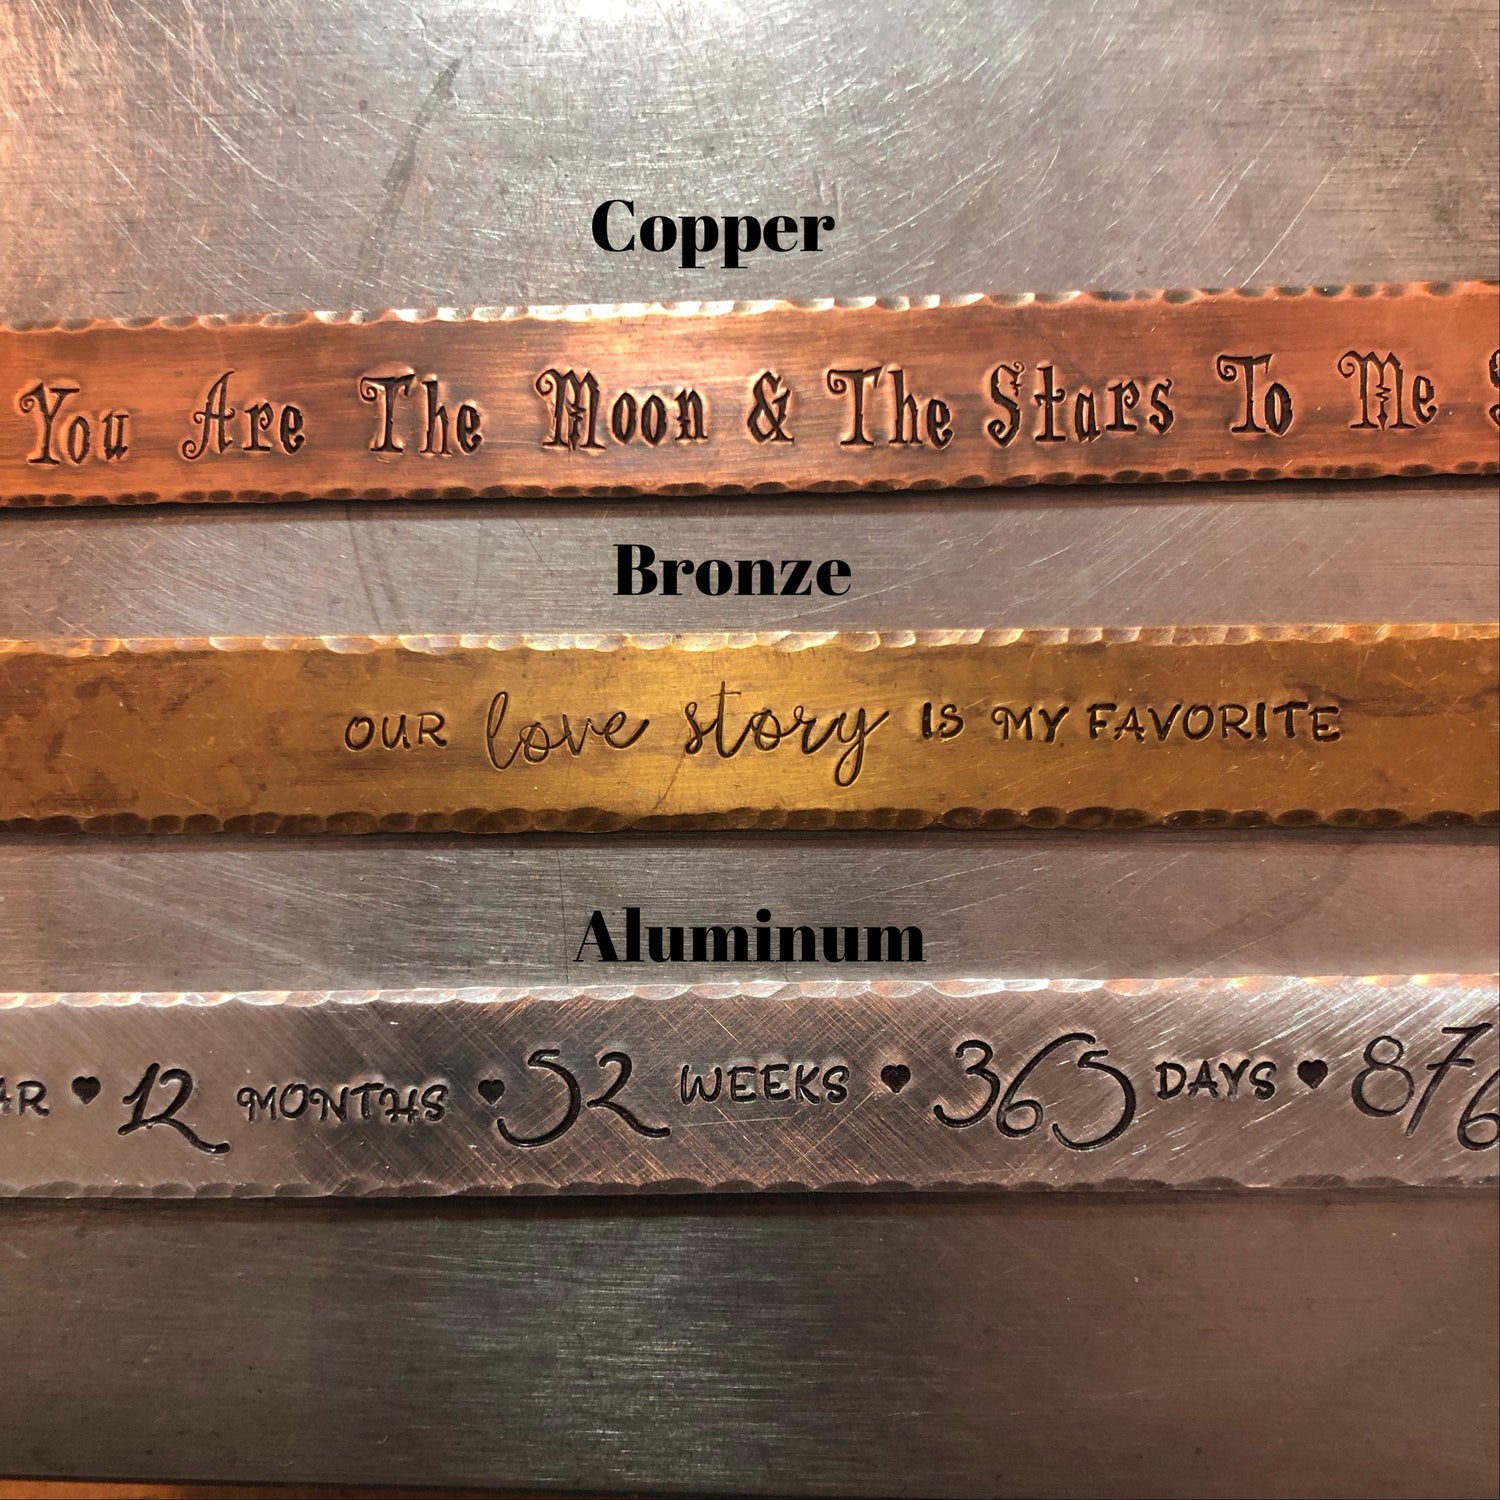 Copper
You Are The Moon & The Stars To Me
Bronze
OUR love story IS MY FAVORITE
Aluminum
♥ 12 MONTHS ♥ 52 WEEKS ♥ 365 DAYS ♥